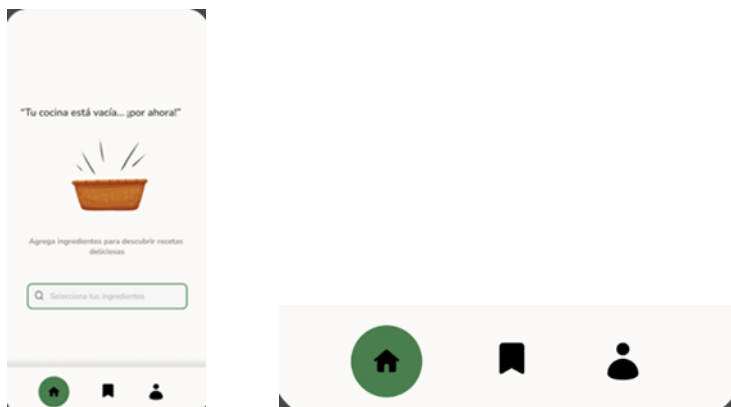 “Tu cocina está vacía... ¡por ahora!”
Agrega ingredientes para descubrir recetas
deliciosas
Selecciona tus ingredientes